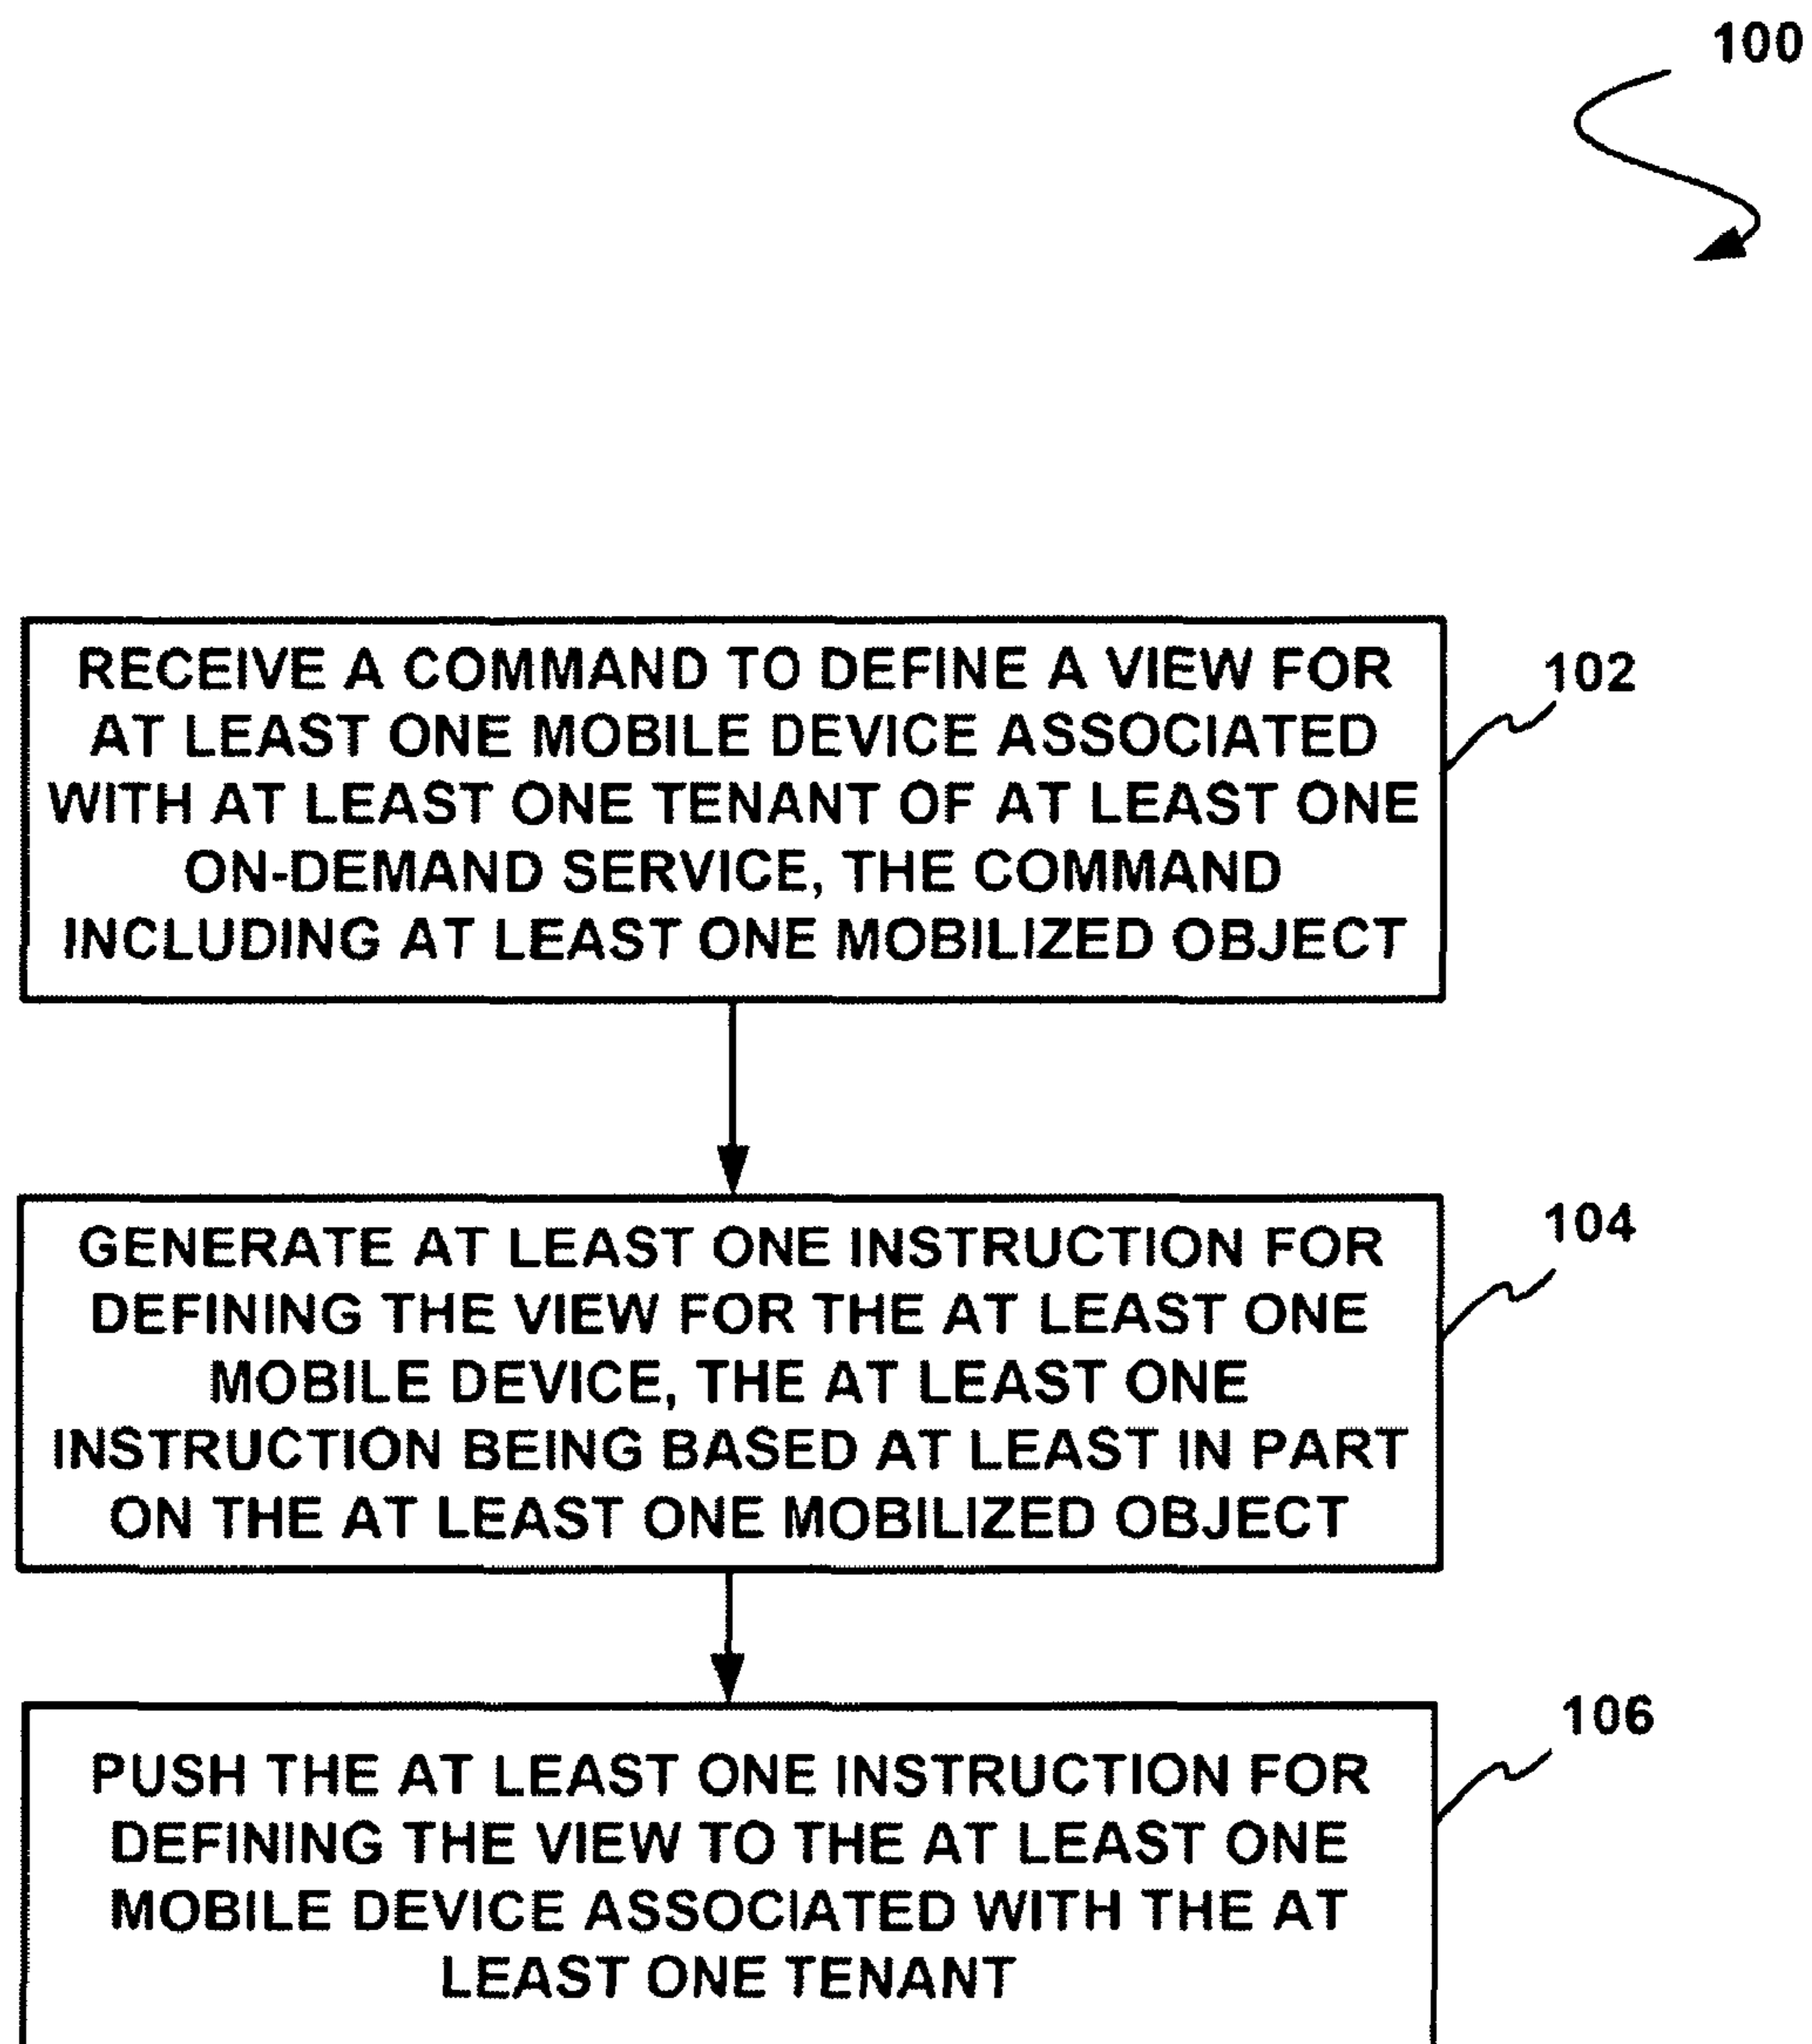 100
RECEIVE A COMMAND TO DEFINE A VIEW FOR
AT LEAST ONE MOBILE DEVICE ASSOCIATED
WITH AT LEAST ONE TENANT OF AT LEAST ONE
ON-DEMAND SERVICE, THE COMMAND
INCLUDING AT LEAST ONE MOBILIZED OBJECT
102
GENERATE AT LEAST ONE INSTRUCTION FOR
DEFINING THE VIEW FOR THE AT LEAST ONE
MOBILE DEVICE, THE AT LEAST ONE
INSTRUCTION BEING BASED AT LEAST IN PART
ON THE AT LEAST ONE MOBILIZED OBJECT
104
PUSH THE AT LEAST ONE INSTRUCTION FOR
DEFINING THE VIEW TO THE AT LEAST ONE
MOBILE DEVICE ASSOCIATED WITH THE AT
LEAST ONE TENANT
106